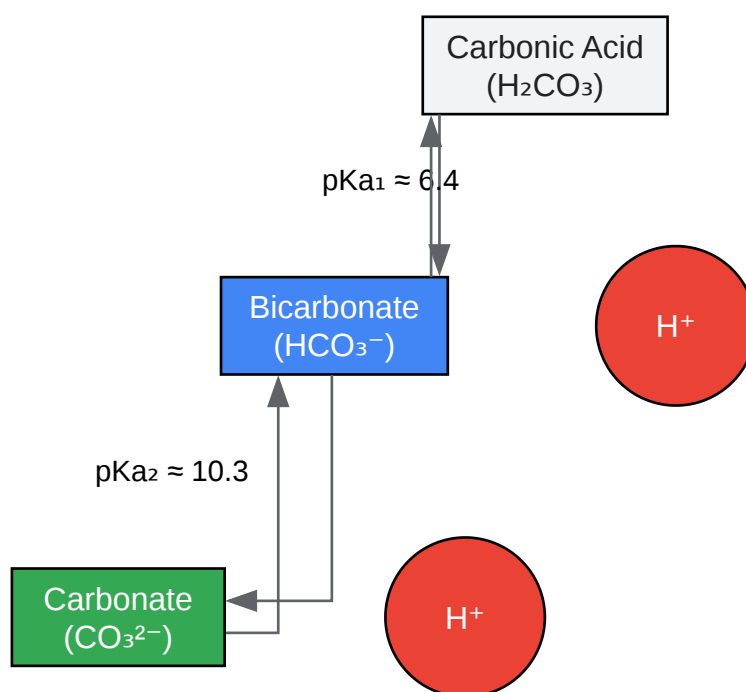 Carbonic Acid
(H₂CO₃)
pKa₁ ≈ 6.4
Bicarbonate
(HCO₃⁻)
H⁺
pKa₂ ≈ 10.3
Carbonate
(CO₃²⁻)
H⁺